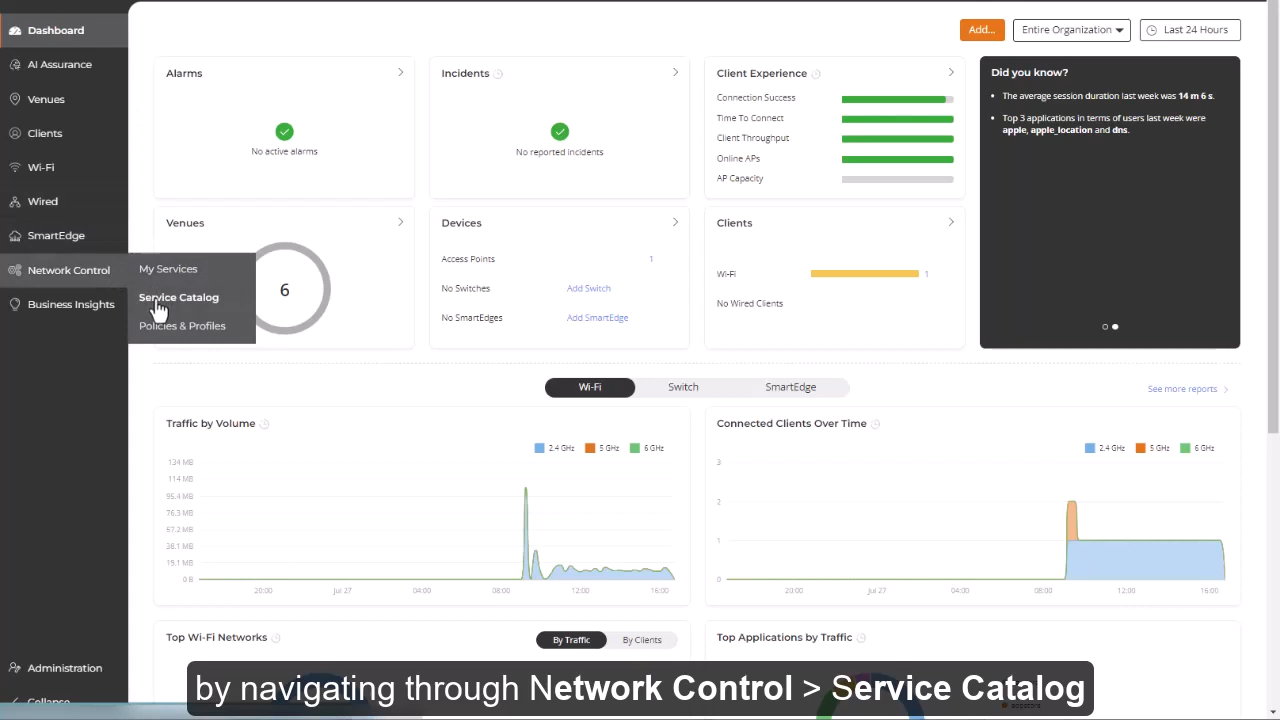 Dashboard
AI Assurance
Venues
Clients
Wi-Fi
Wired
SmartEdge
Network Control
Business Insights
Administration
My Services
Service Catalog
Policies & Profiles
Add...
Entire Organization
Last 24 Hours
Alarms
No active alarms
Incidents
No reported incidents
Client Experience
Connection Success
Time To Connect
Client Throughput
Online APs
AP Capacity
Did you know?
The average session duration last week was 14 m 6 s.
Top 3 applications in terms of users last week were
apple, apple_location and dns.
Venues
6
Devices
Access Points 1
No Switches Add Switch
No SmartEdges Add SmartEdge
Clients
Wi-Fi 1
No Wired Clients
Wi-Fi Switch SmartEdge
See more reports
Traffic by Volume
2.4 GHz 5 GHz 6 GHz
134 MB
114 MB
95.4 MB
76.3 MB
57.2 MB
38.1 MB
19.1 MB
0 B
20:00 Jul 27 04:00 08:00 12:00 16:00
Connected Clients Over Time
2.4 GHz 5 GHz 6 GHz
3
2
1
0
20:00 Jul 27 04:00 08:00 12:00 16:00
Top Wi-Fi Networks
By Traffic By Clients
Top Applications by Traffic
by navigating through Network Control > Service Catalog